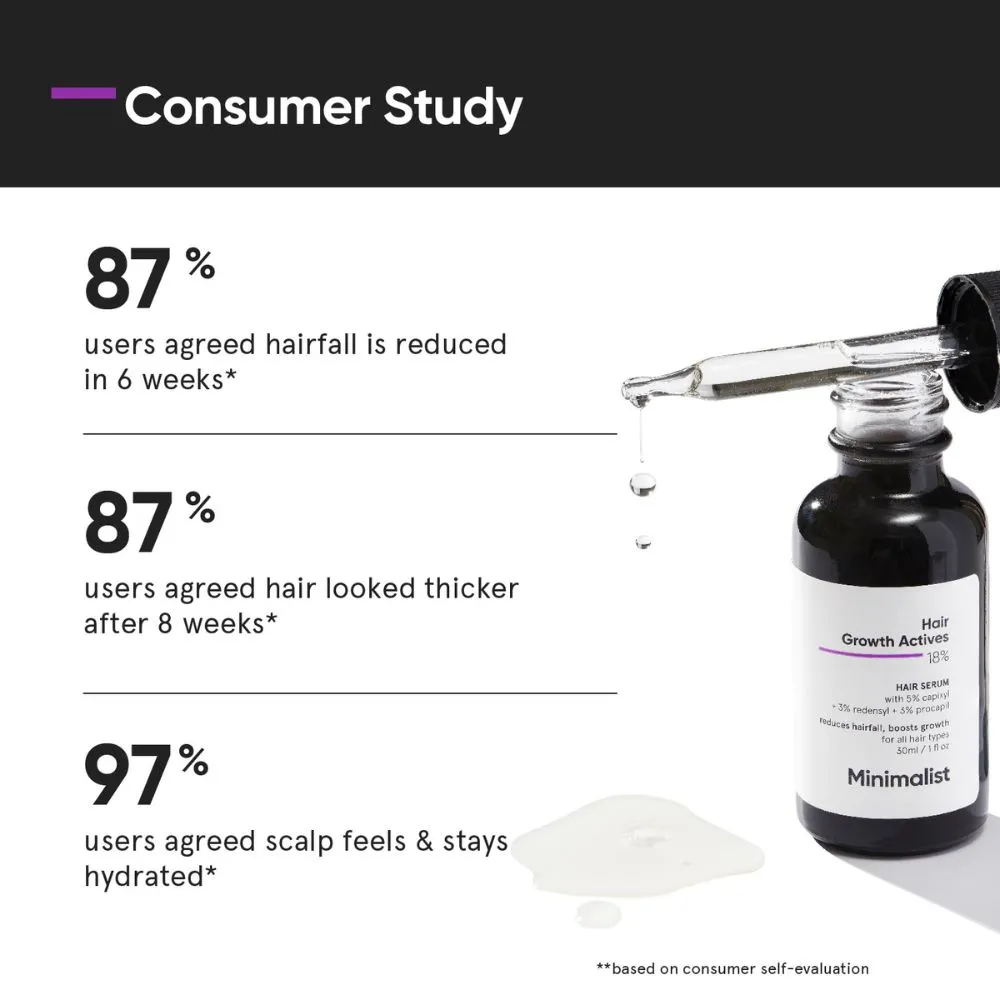 Consumer Study
87%
users agreed hairfall is reduced
in 6 weeks*
87%
users agreed hair looked thicker
after 8 weeks*
97%
users agreed scalp feels & stays
hydrated*
Hair
Growth Actives
18%
HAIR SERUM
with 5% capixyl
+ 3% redensyl + 3% procapil
reduces hairfall, boosts growth
for all hair types
30ml / 1 fl oz
Minimalist
**based on consumer self-evaluation